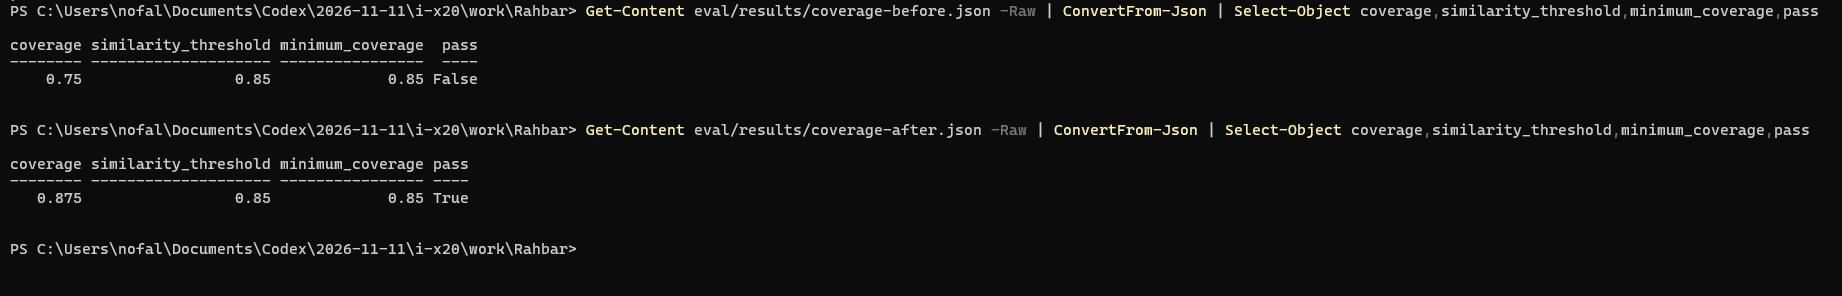 PS C:\Users\nofal\Documents\Codex\2026-11-11\i-x20\work\Rahbar> Get-Content eval/results/coverage-before.json -Raw | ConvertFrom-Json | Select-Object coverage,similarity_threshold,minimum_coverage,pass
coverage similarity_threshold minimum_coverage  pass
-------- -------------------- ----------------  ----
    0.75                 0.85             0.85 False
PS C:\Users\nofal\Documents\Codex\2026-11-11\i-x20\work\Rahbar> Get-Content eval/results/coverage-after.json -Raw | ConvertFrom-Json | Select-Object coverage,similarity_threshold,minimum_coverage,pass
coverage similarity_threshold minimum_coverage pass
-------- -------------------- ---------------- ----
   0.875                 0.85             0.85 True
PS C:\Users\nofal\Documents\Codex\2026-11-11\i-x20\work\Rahbar>